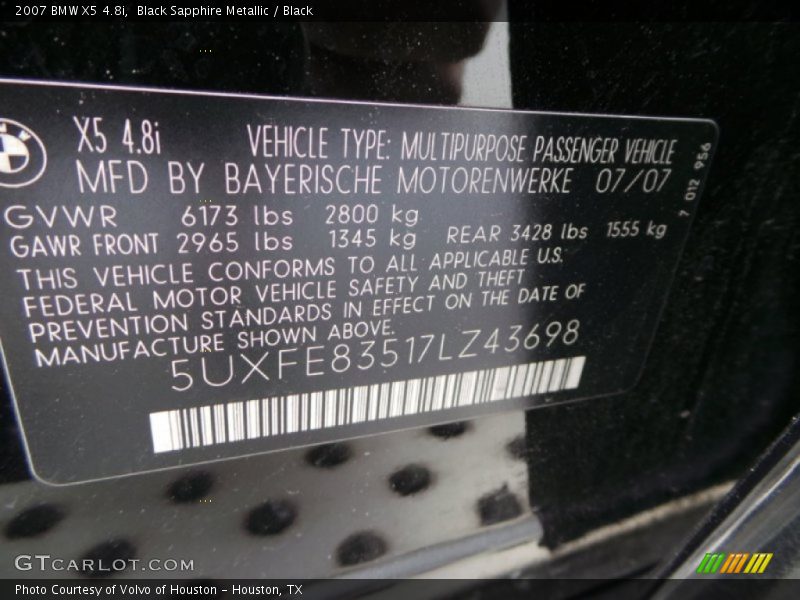 2007 BMW X5 4.8i, Black Sapphire Metallic / Black
X5 4.8i VEHICLE TYPE: MULTIPURPOSE PASSENGER VEHICLE
MFD BY BAYERISCHE MOTORENWERKE 07/07
GVWR 6173 lbs 2800 kg
GAWR FRONT 2965 lbs 1345 kg REAR 3428 lbs 1555 kg
THIS VEHICLE CONFORMS TO ALL APPLICABLE U.S.
FEDERAL MOTOR VEHICLE SAFETY AND THEFT
PREVENTION STANDARDS IN EFFECT ON THE DATE OF
MANUFACTURE SHOWN ABOVE.
5UXFE83517LZ43698
7 012 956
GTCARLOT.COM
Photo Courtesy of Volvo of Houston - Houston, TX